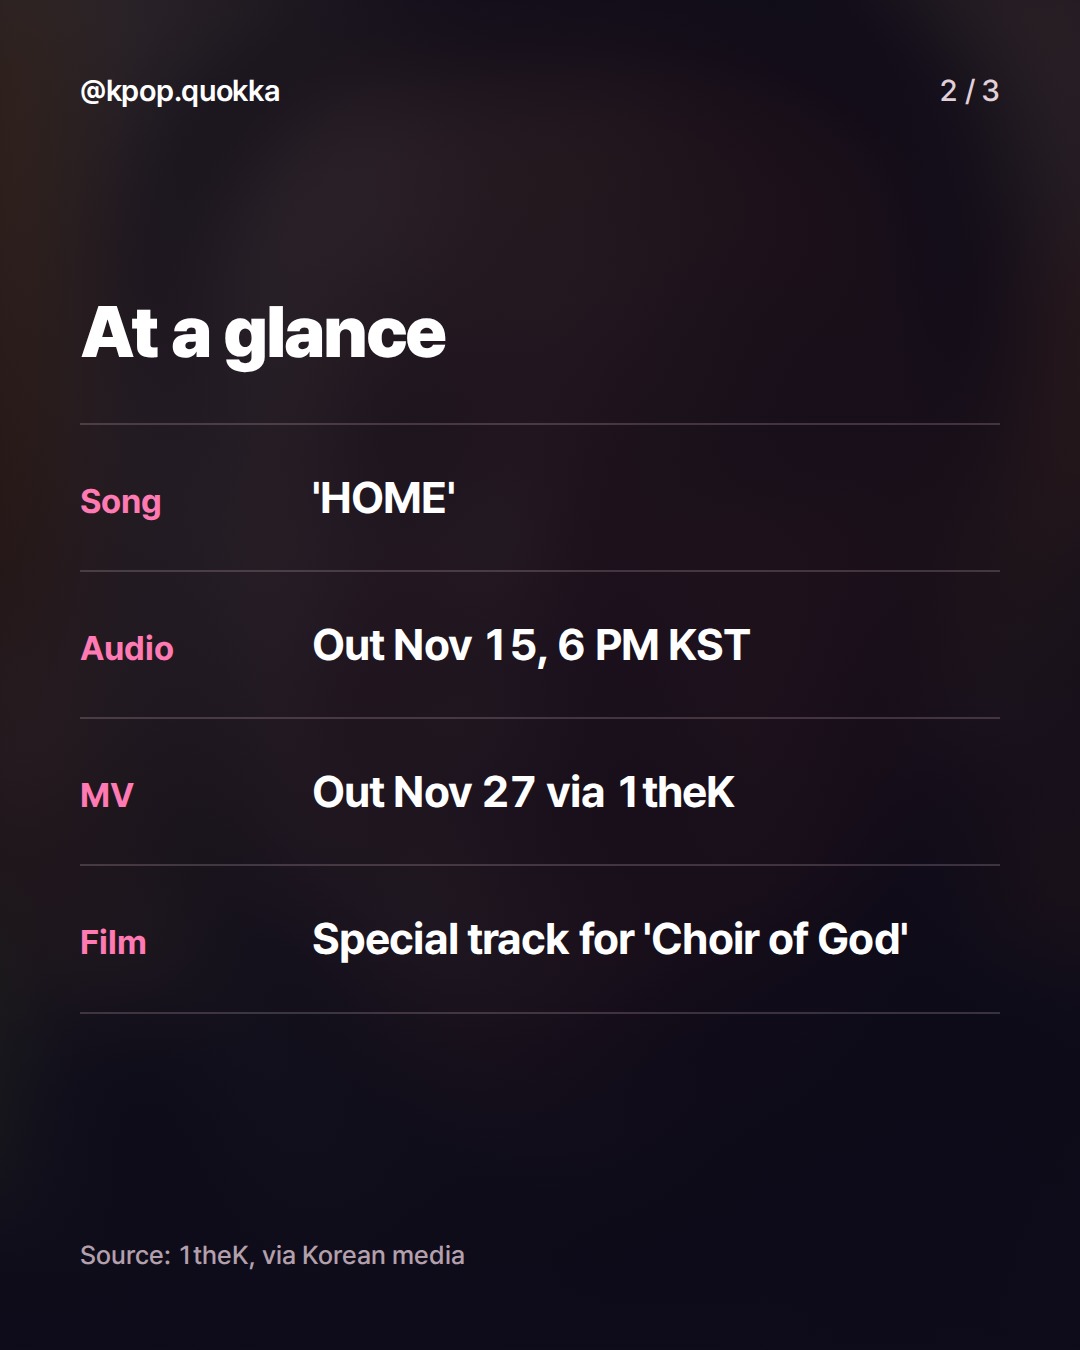 @kpop.quokka
2 / 3
At a glance
Song
'HOME'
Audio
Out Nov 15, 6 PM KST
MV
Out Nov 27 via 1theK
Film
Special track for 'Choir of God'
Source: 1theK, via Korean media